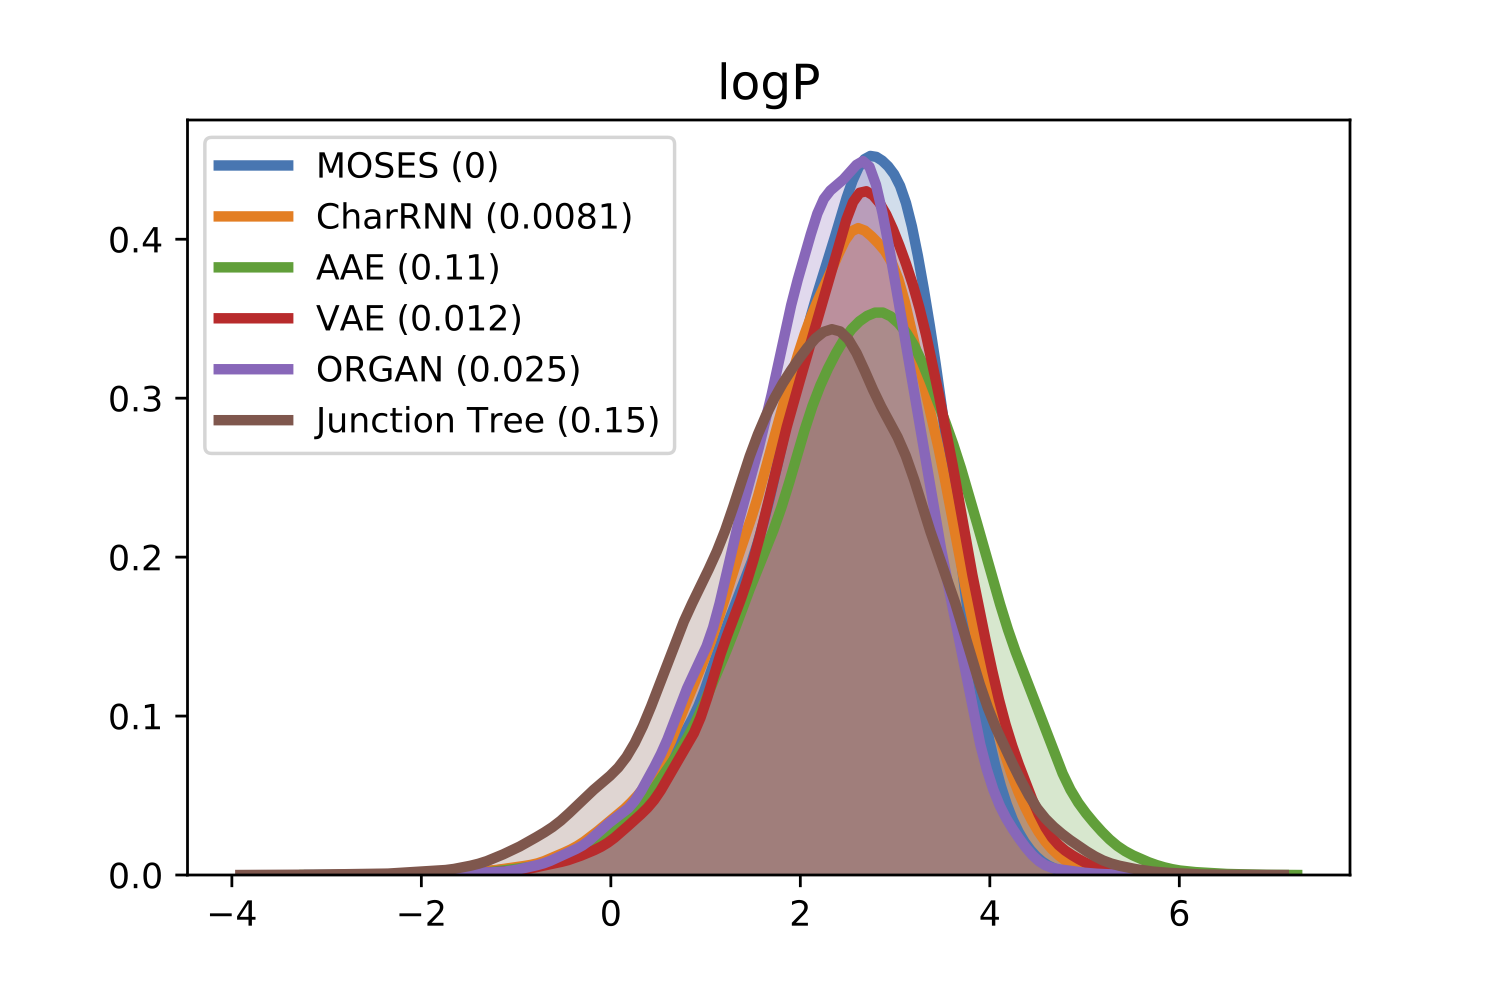 logP
MOSES (0)
CharRNN (0.0081)
AAE (0.11)
VAE (0.012)
ORGAN (0.025)
Junction Tree (0.15)
0.4
0.3
0.2
0.1
0.0
−4 −2 0 2 4 6